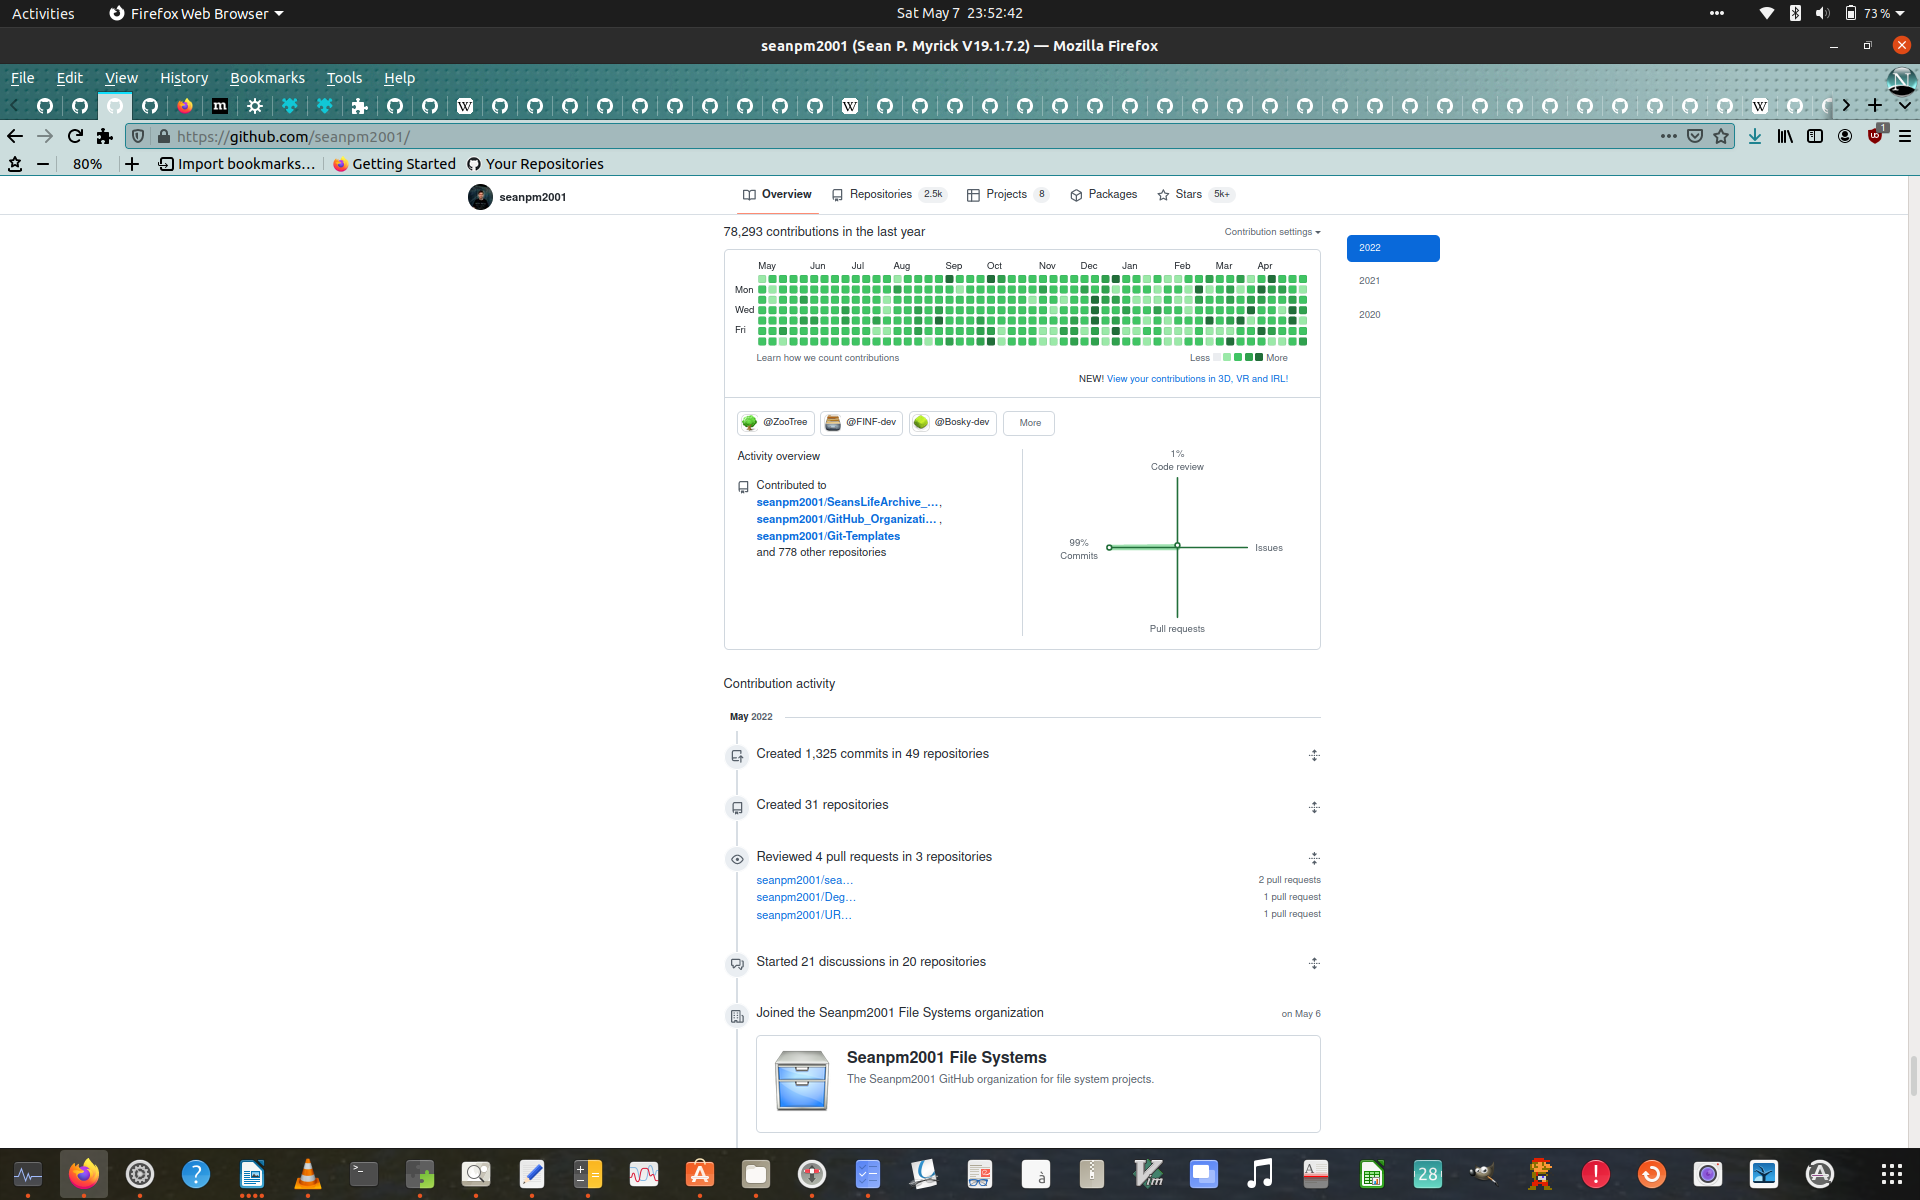 Activities
Firefox Web Browser
Sat May 7 23:52:42
73 %
seanpm2001 (Sean P. Myrick V19.1.7.2) — Mozilla Firefox
File Edit View History Bookmarks Tools Help
https://github.com/seanpm2001/
80%
Import bookmarks...
Getting Started
Your Repositories
seanpm2001
Overview
Repositories 2.5k
Projects 8
Packages
Stars 5k+
78,293 contributions in the last year
Contribution settings
2022
2021
2020
May Jun Jul Aug Sep Oct Nov Dec Jan Feb Mar Apr
Mon
Wed
Fri
Learn how we count contributions
Less More
NEW! View your contributions in 3D, VR and IRL!
@ZooTree
@FINF-dev
@Bosky-dev
More
Activity overview
Contributed to
seanpm2001/SeansLifeArchive_…,
seanpm2001/GitHub_Organizati… ,
seanpm2001/Git-Templates
and 778 other repositories
1%
Code review
99%
Commits
Issues
Pull requests
Contribution activity
May 2022
Created 1,325 commits in 49 repositories
Created 31 repositories
Reviewed 4 pull requests in 3 repositories
seanpm2001/sea… 2 pull requests
seanpm2001/Deg… 1 pull request
seanpm2001/UR… 1 pull request
Started 21 discussions in 20 repositories
Joined the Seanpm2001 File Systems organization
on May 6
Seanpm2001 File Systems
The Seanpm2001 GitHub organization for file system projects.
28